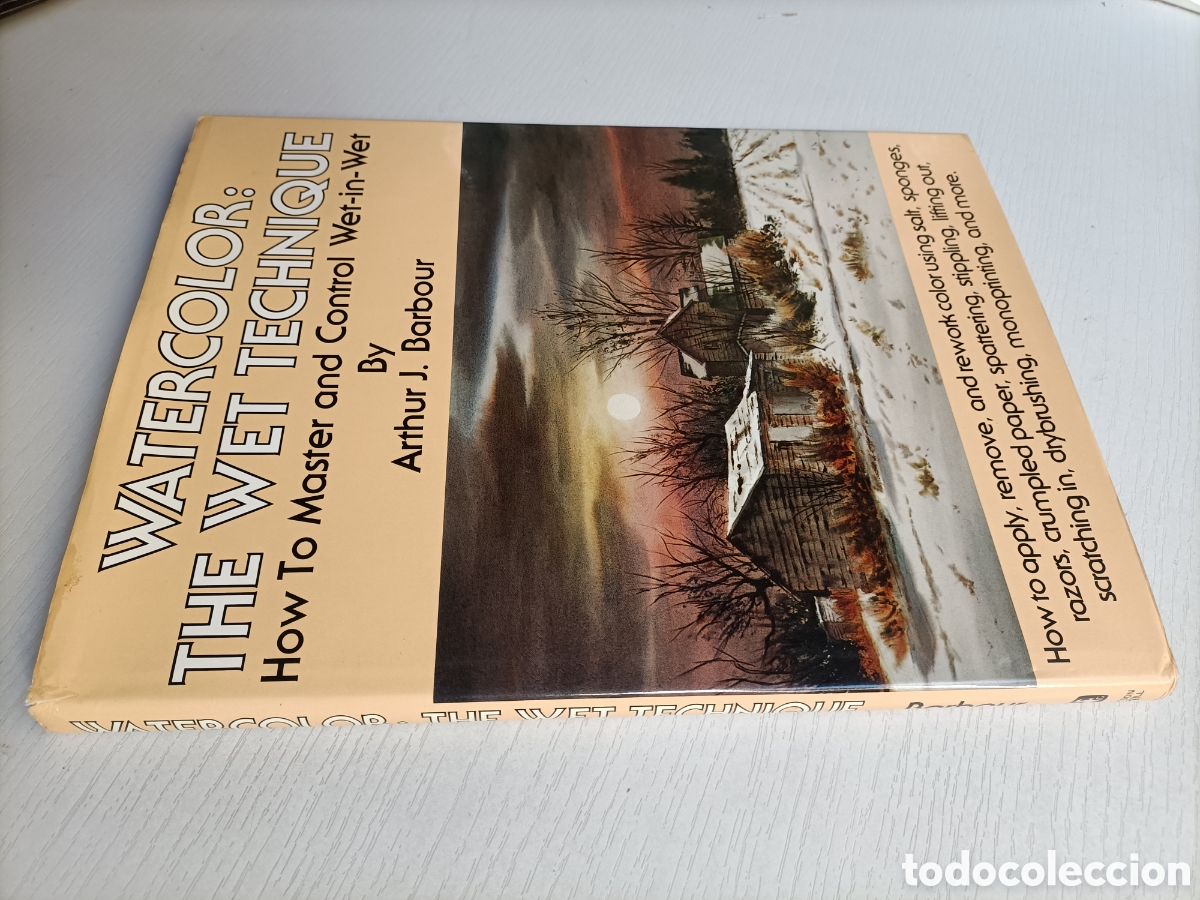 WATERCOLOR:
THE WET TECHNIQUE
How To Master and Control Wet-in-Wet
By
Arthur J. Barbour
How to apply, remove, and rework color using salt, sponges,
razors, crumpled paper, spattering, stippling, lifting out,
scratching in, drybrushing, monoprinting, and more.
WATERCOLOR: THE WET TECHNIQUE Barbour
todocoleccion